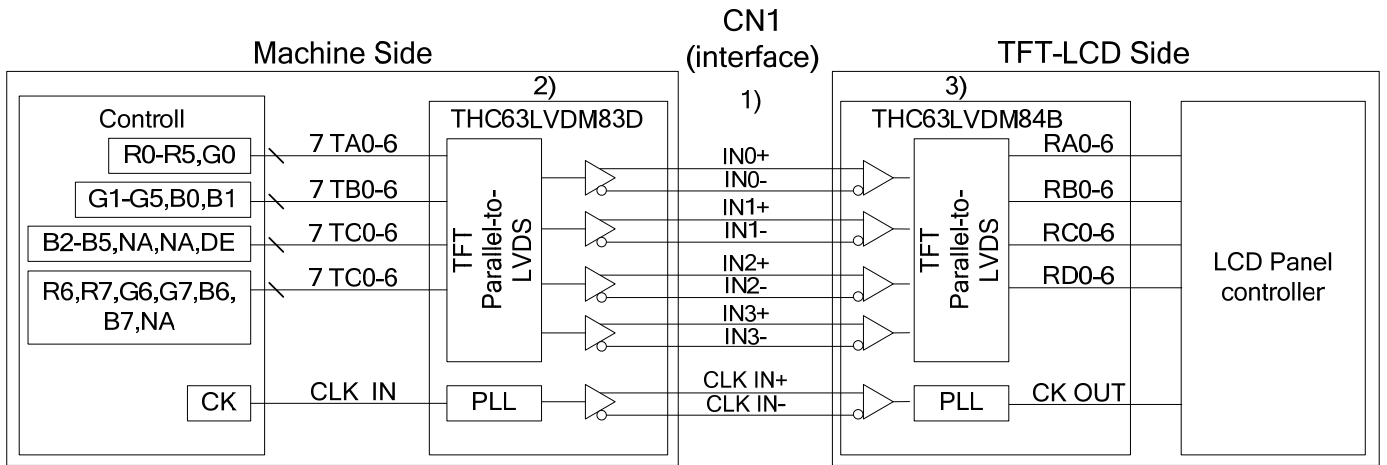 CN1
(interface)
Machine Side
TFT-LCD Side
1)
2)
3)
Controll
R0-R5,G0
G1-G5,B0,B1
B2-B5,NA,NA,DE
R6,R7,G6,G7,B6,
B7,NA
CK
7 TA0-6
7 TB0-6
7 TC0-6
7 TC0-6
CLK IN
THC63LVDM83D
TFT
Parallel-to-
LVDS
PLL
IN0+
IN0-
IN1+
IN1-
IN2+
IN2-
IN3+
IN3-
CLK IN+
CLK IN-
THC63LVDM84B
TFT
Parallel-to-
LVDS
PLL
RA0-6
RB0-6
RC0-6
RD0-6
CK OUT
LCD Panel
controller